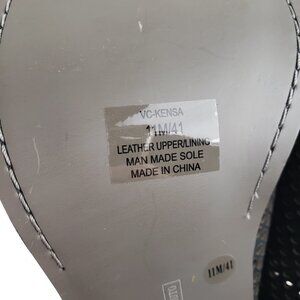 VC-KENSA
11M/41
LEATHER UPPER/LINING
MAN MADE SOLE
MADE IN CHINA
11M/41